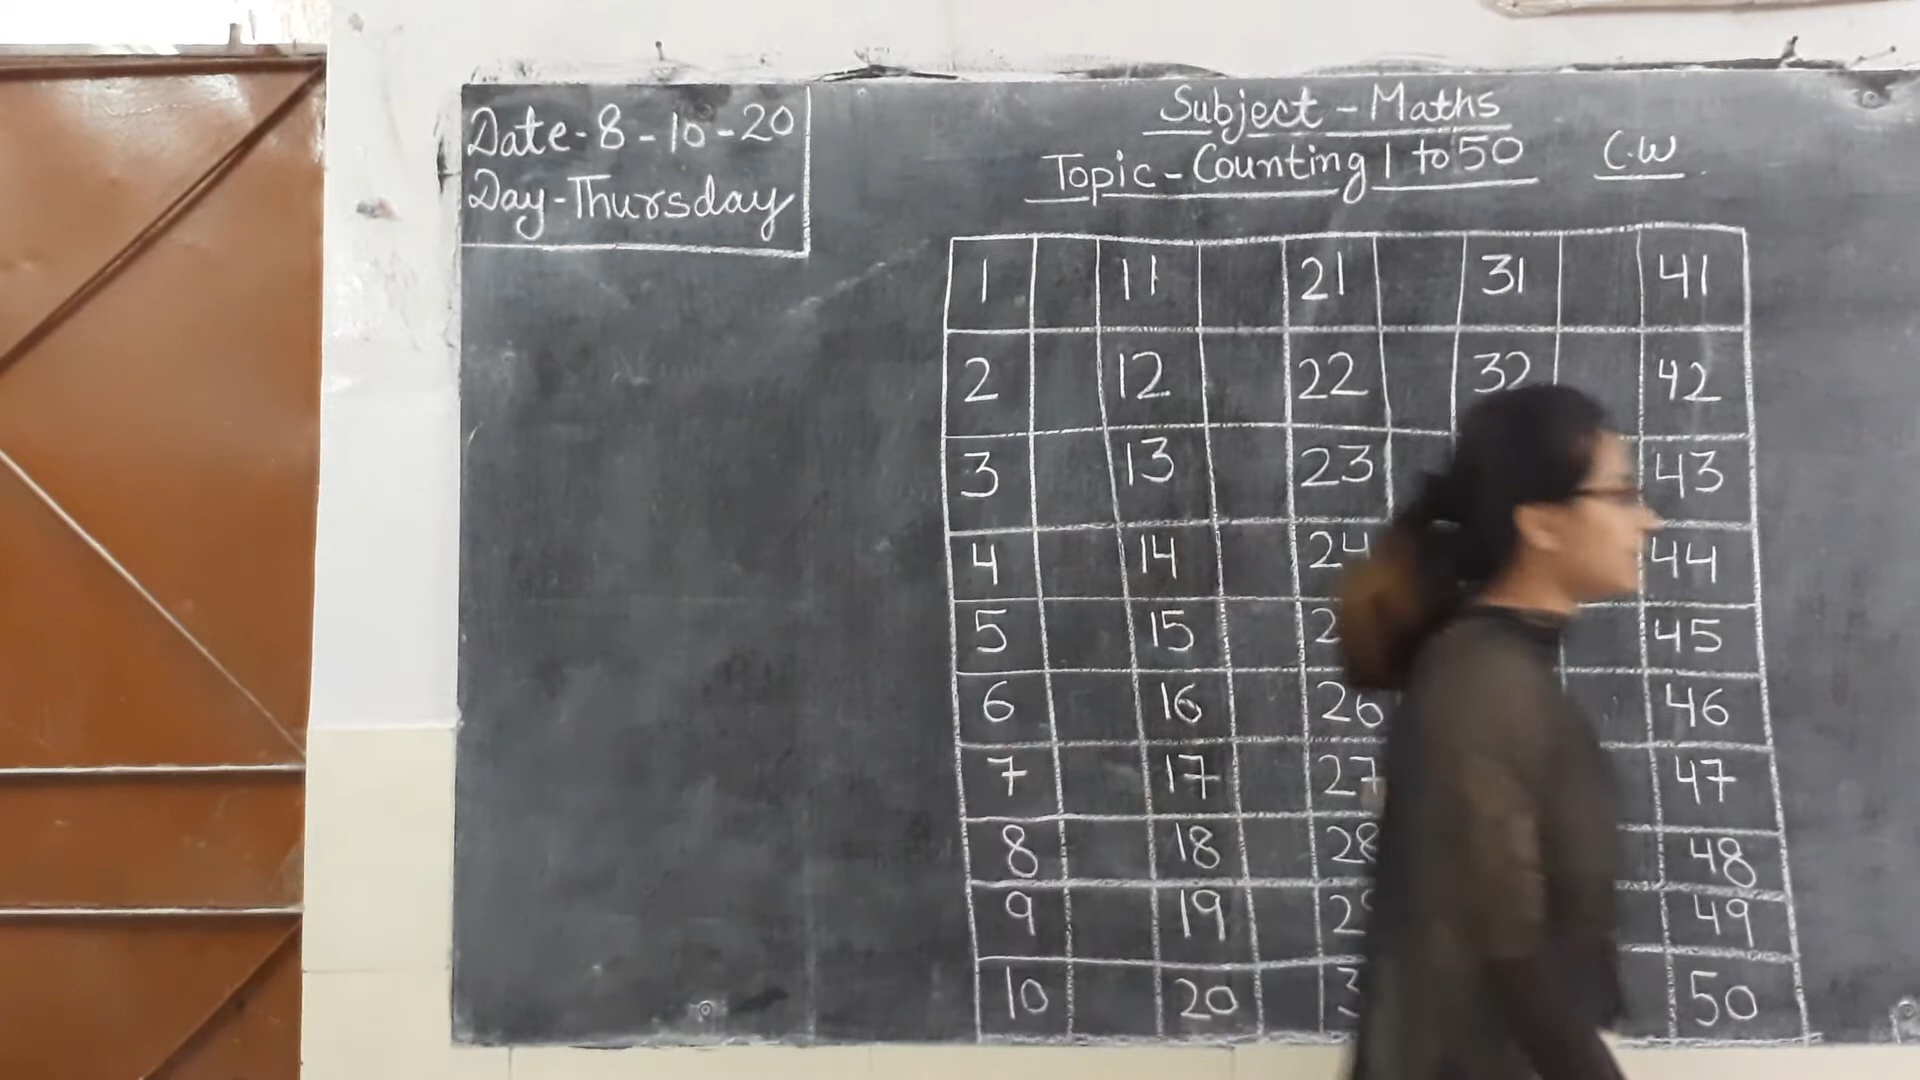 Date-8-10-20
Day-Thursday
Subject-Maths
Topic-Counting 1 to 50 C.W
1 11 21 31 41
2 12 22 32 42
3 13 23 43
4 14 24 44
5 15 45
6 16 26 46
7 17 27 47
8 18 28 48
9 19 49
10 20 50